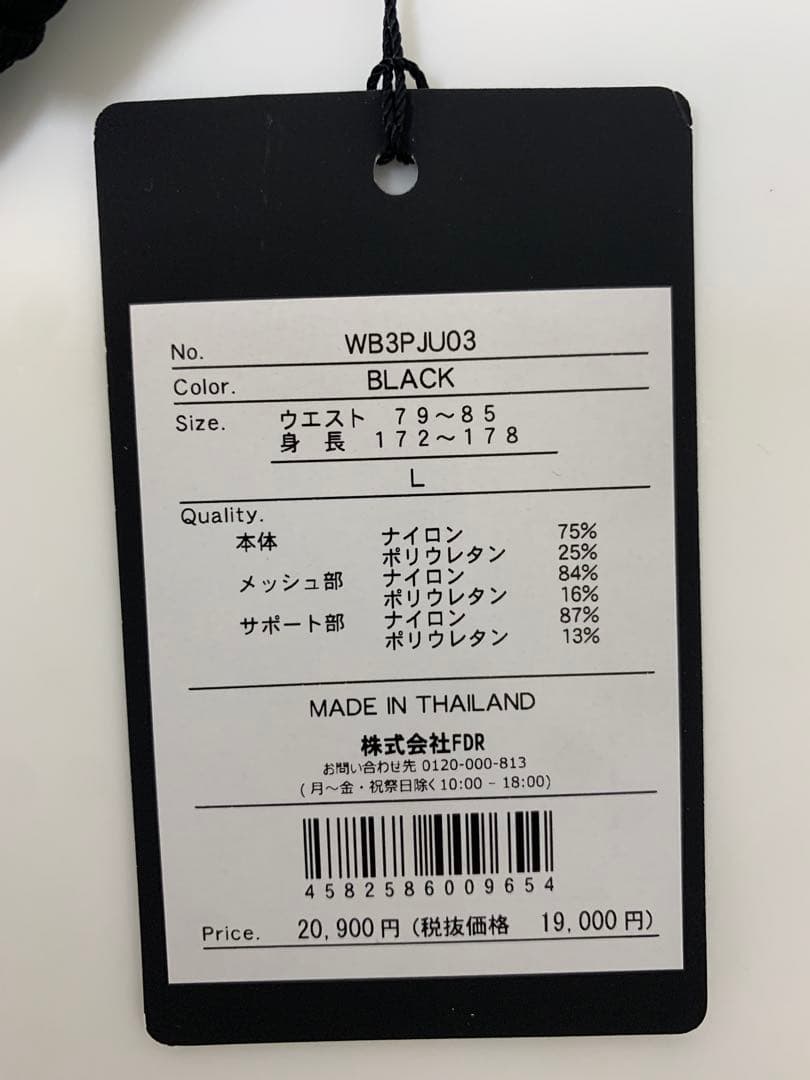 No. WB3PJU03
Color. BLACK
Size. ウエスト 79～85
身 長 172～178
L
Quality.
本体 ナイロン 75%
ポリウレタン 25%
メッシュ部 ナイロン 84%
ポリウレタン 16%
サポート部 ナイロン 87%
ポリウレタン 13%
MADE IN THAILAND
株式会社FDR
お問い合わせ先 0120-000-813
(月～金・祝祭日除く10:00 - 18:00)
4582586009654
Price. 20,900円 (税抜価格 19,000円)